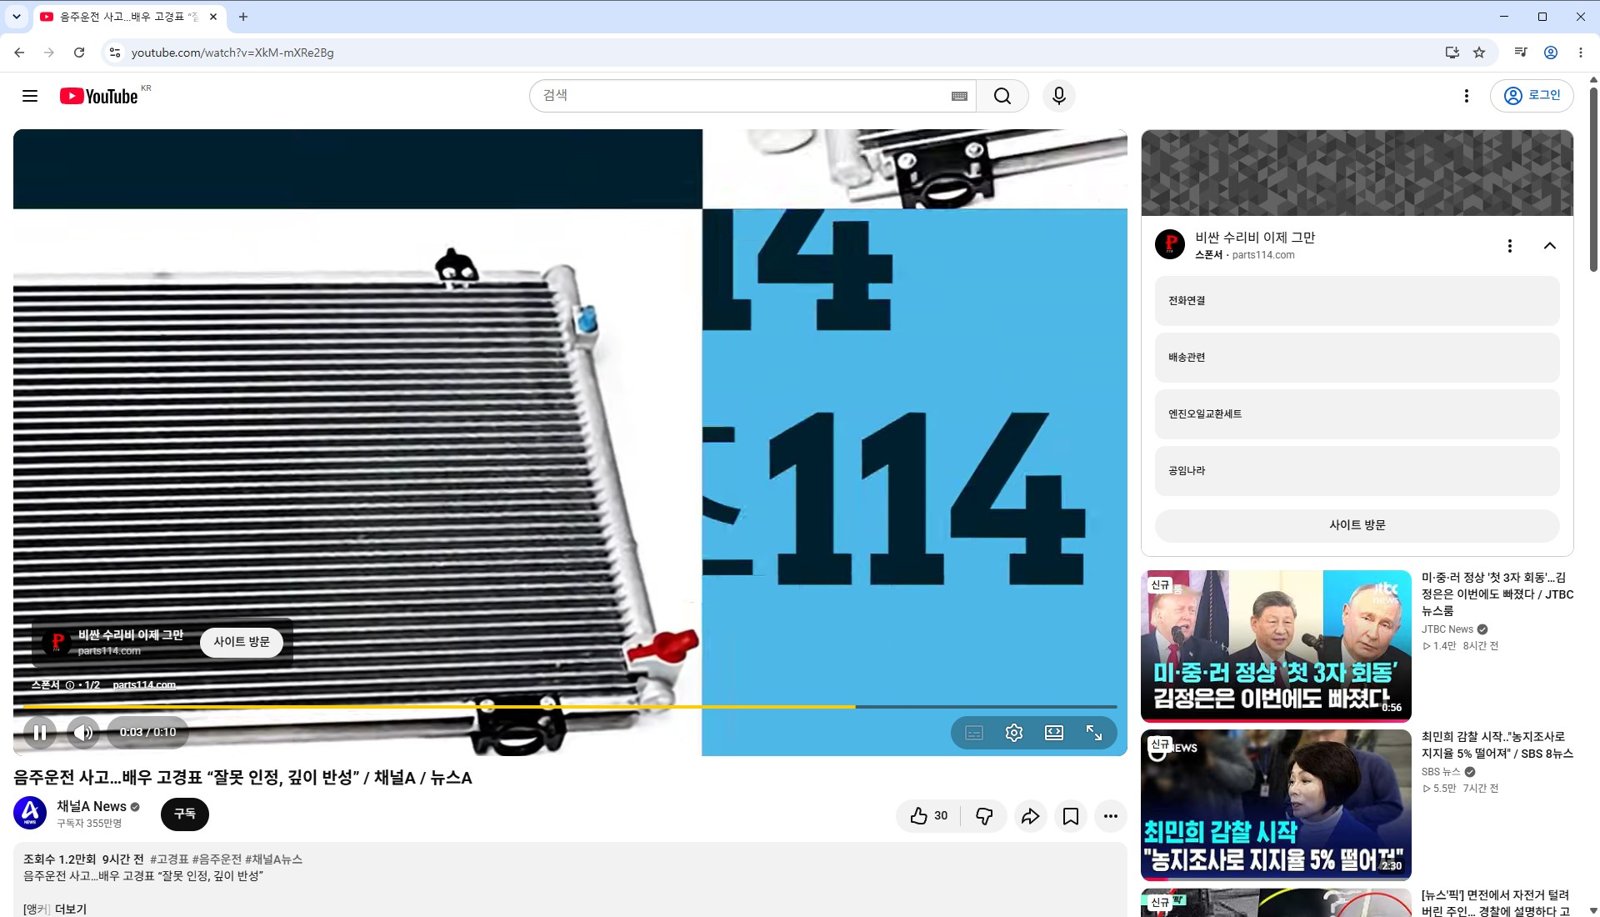 음주운전 사고...배우 고경표 "잘
youtube.com/watch?v=XkM-mXRe2Bg
YouTube KR
검색
로그인
14
114
비싼 수리비 이제 그만
parts114.com
사이트 방문
스폰서 · 1/2 parts114.com
0:03 / 0:10
음주운전 사고...배우 고경표 “잘못 인정, 깊이 반성” / 채널A / 뉴스A
채널A News
구독자 355만명
구독
30
조회수 1.2만회 9시간 전 #고경표 #음주운전 #채널A뉴스
음주운전 사고...배우 고경표 “잘못 인정, 깊이 반성”
[앵커] 더보기
비싼 수리비 이제 그만
스폰서 · parts114.com
전화연결
배송관련
엔진오일교환세트
공임나라
사이트 방문
신규
jtbc news
미·중·러 정상 '첫 3자 회동'
김정은은 이번에도 빠졌다
0:56
미·중·러 정상 '첫 3자 회동'...김
정은은 이번에도 빠졌다 / JTBC
뉴스룸
JTBC News
1.4만 8시간 전
신규
NEWS
최민희 감찰 시작
"농지조사로 지지율 5% 떨어져"
2:30
최민희 감찰 시작.."농지조사로
지지율 5% 떨어져" / SBS 8뉴스
SBS 뉴스
5.5만 7시간 전
신규
[뉴스'픽'] 면전에서 자전거 털려
버린 주인... 경찰에 설명하다 고